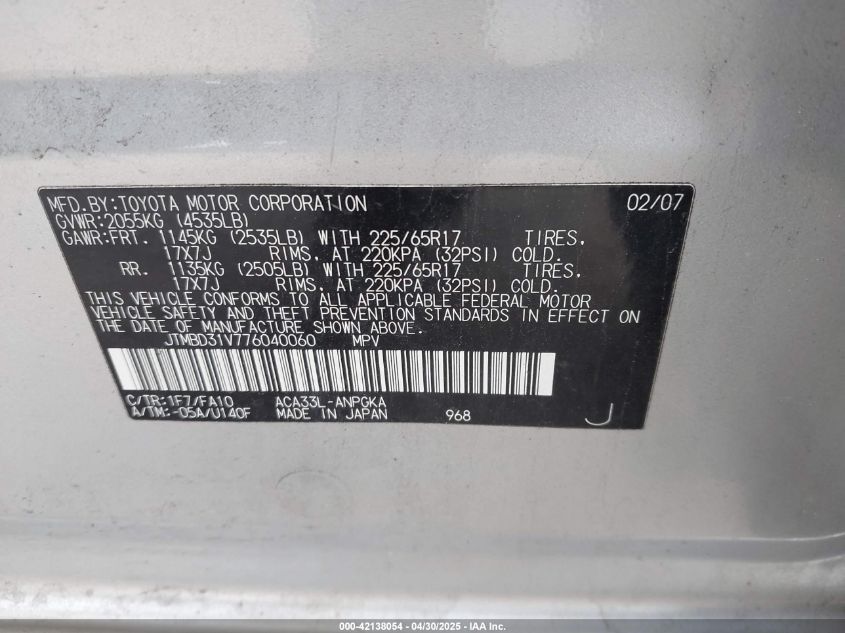 MFD.BY:TOYOTA MOTOR CORPORATION 02/07
GVWR:2055KG (4535LB)
GAWR:FRT. 1145KG (2535LB) WITH 225/65R17 TIRES,
17X7J RIMS, AT 220KPA (32PSI) COLD.
RR. 1135KG (2505LB) WITH 225/65R17 TIRES,
17X7J RIMS, AT 220KPA (32PSI) COLD.
THIS VEHICLE CONFORMS TO ALL APPLICABLE FEDERAL MOTOR
VEHICLE SAFETY AND THEFT PREVENTION STANDARDS IN EFFECT ON
THE DATE OF MANUFACTURE SHOWN ABOVE.
JTMBD31V776040060 MPV
C/TR:1F7/FA10 ACA33L-ANPGKA
A/TM:-05A/U140F MADE IN JAPAN 968 J
000-42138054 - 04/30/2025 - IAA Inc.